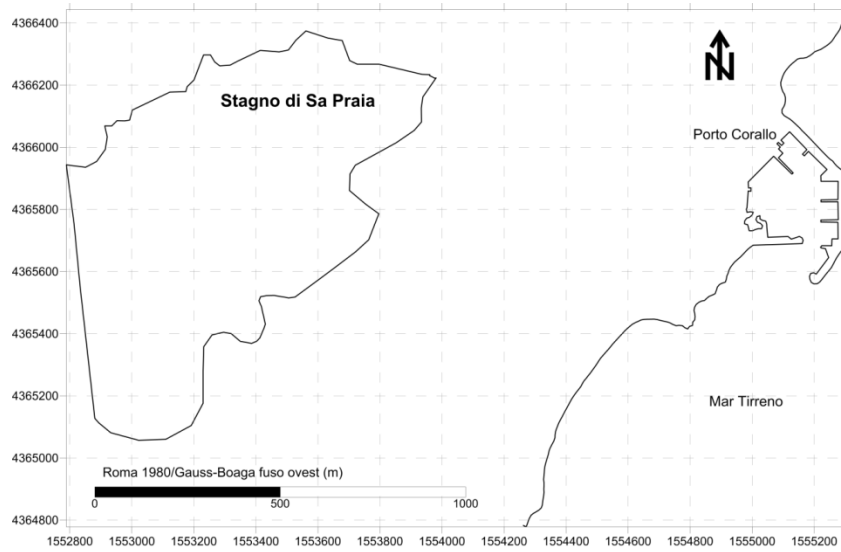 4366400
4366200
4366000
4365800
4365600
4365400
4365200
4365000
4364800
Stagno di Sa Praia
N
Porto Corallo
Mar Tirreno
Roma 1980/Gauss-Boaga fuso ovest (m)
0 500 1000
1552800 1553000 1553200 1553400 1553600 1553800 1554000 1554200 1554400 1554600 1554800 1555000 1555200